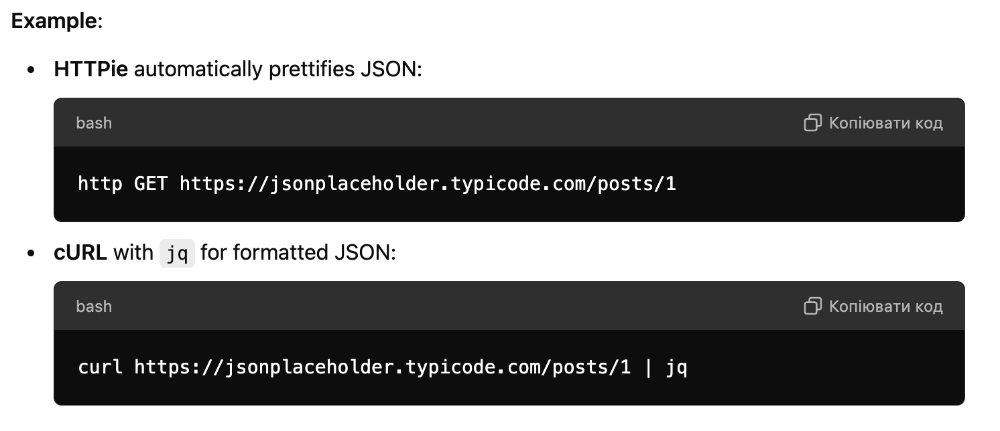 Example:
• HTTPie automatically prettifies JSON:
bash Копіювати код
http GET https://jsonplaceholder.typicode.com/posts/1
• cURL with jq for formatted JSON:
bash Копіювати код
curl https://jsonplaceholder.typicode.com/posts/1 | jq